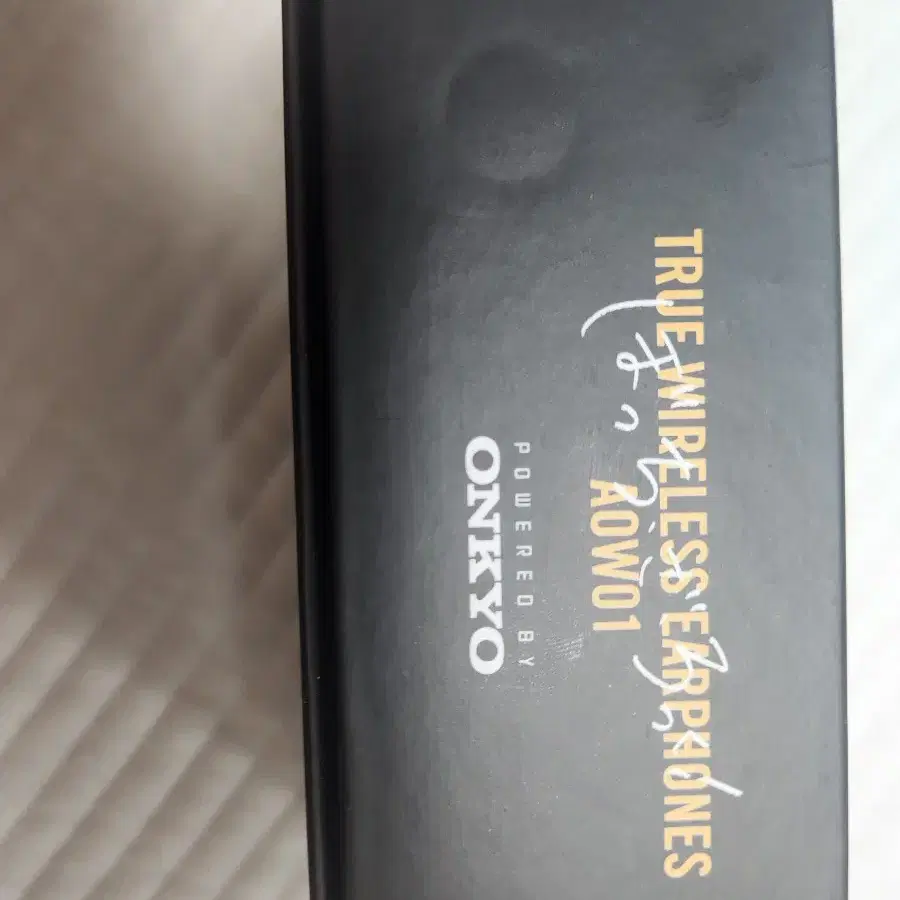 TRUE WIRELESS EARPHONES
AOW01
POWERED BY
ONKYO